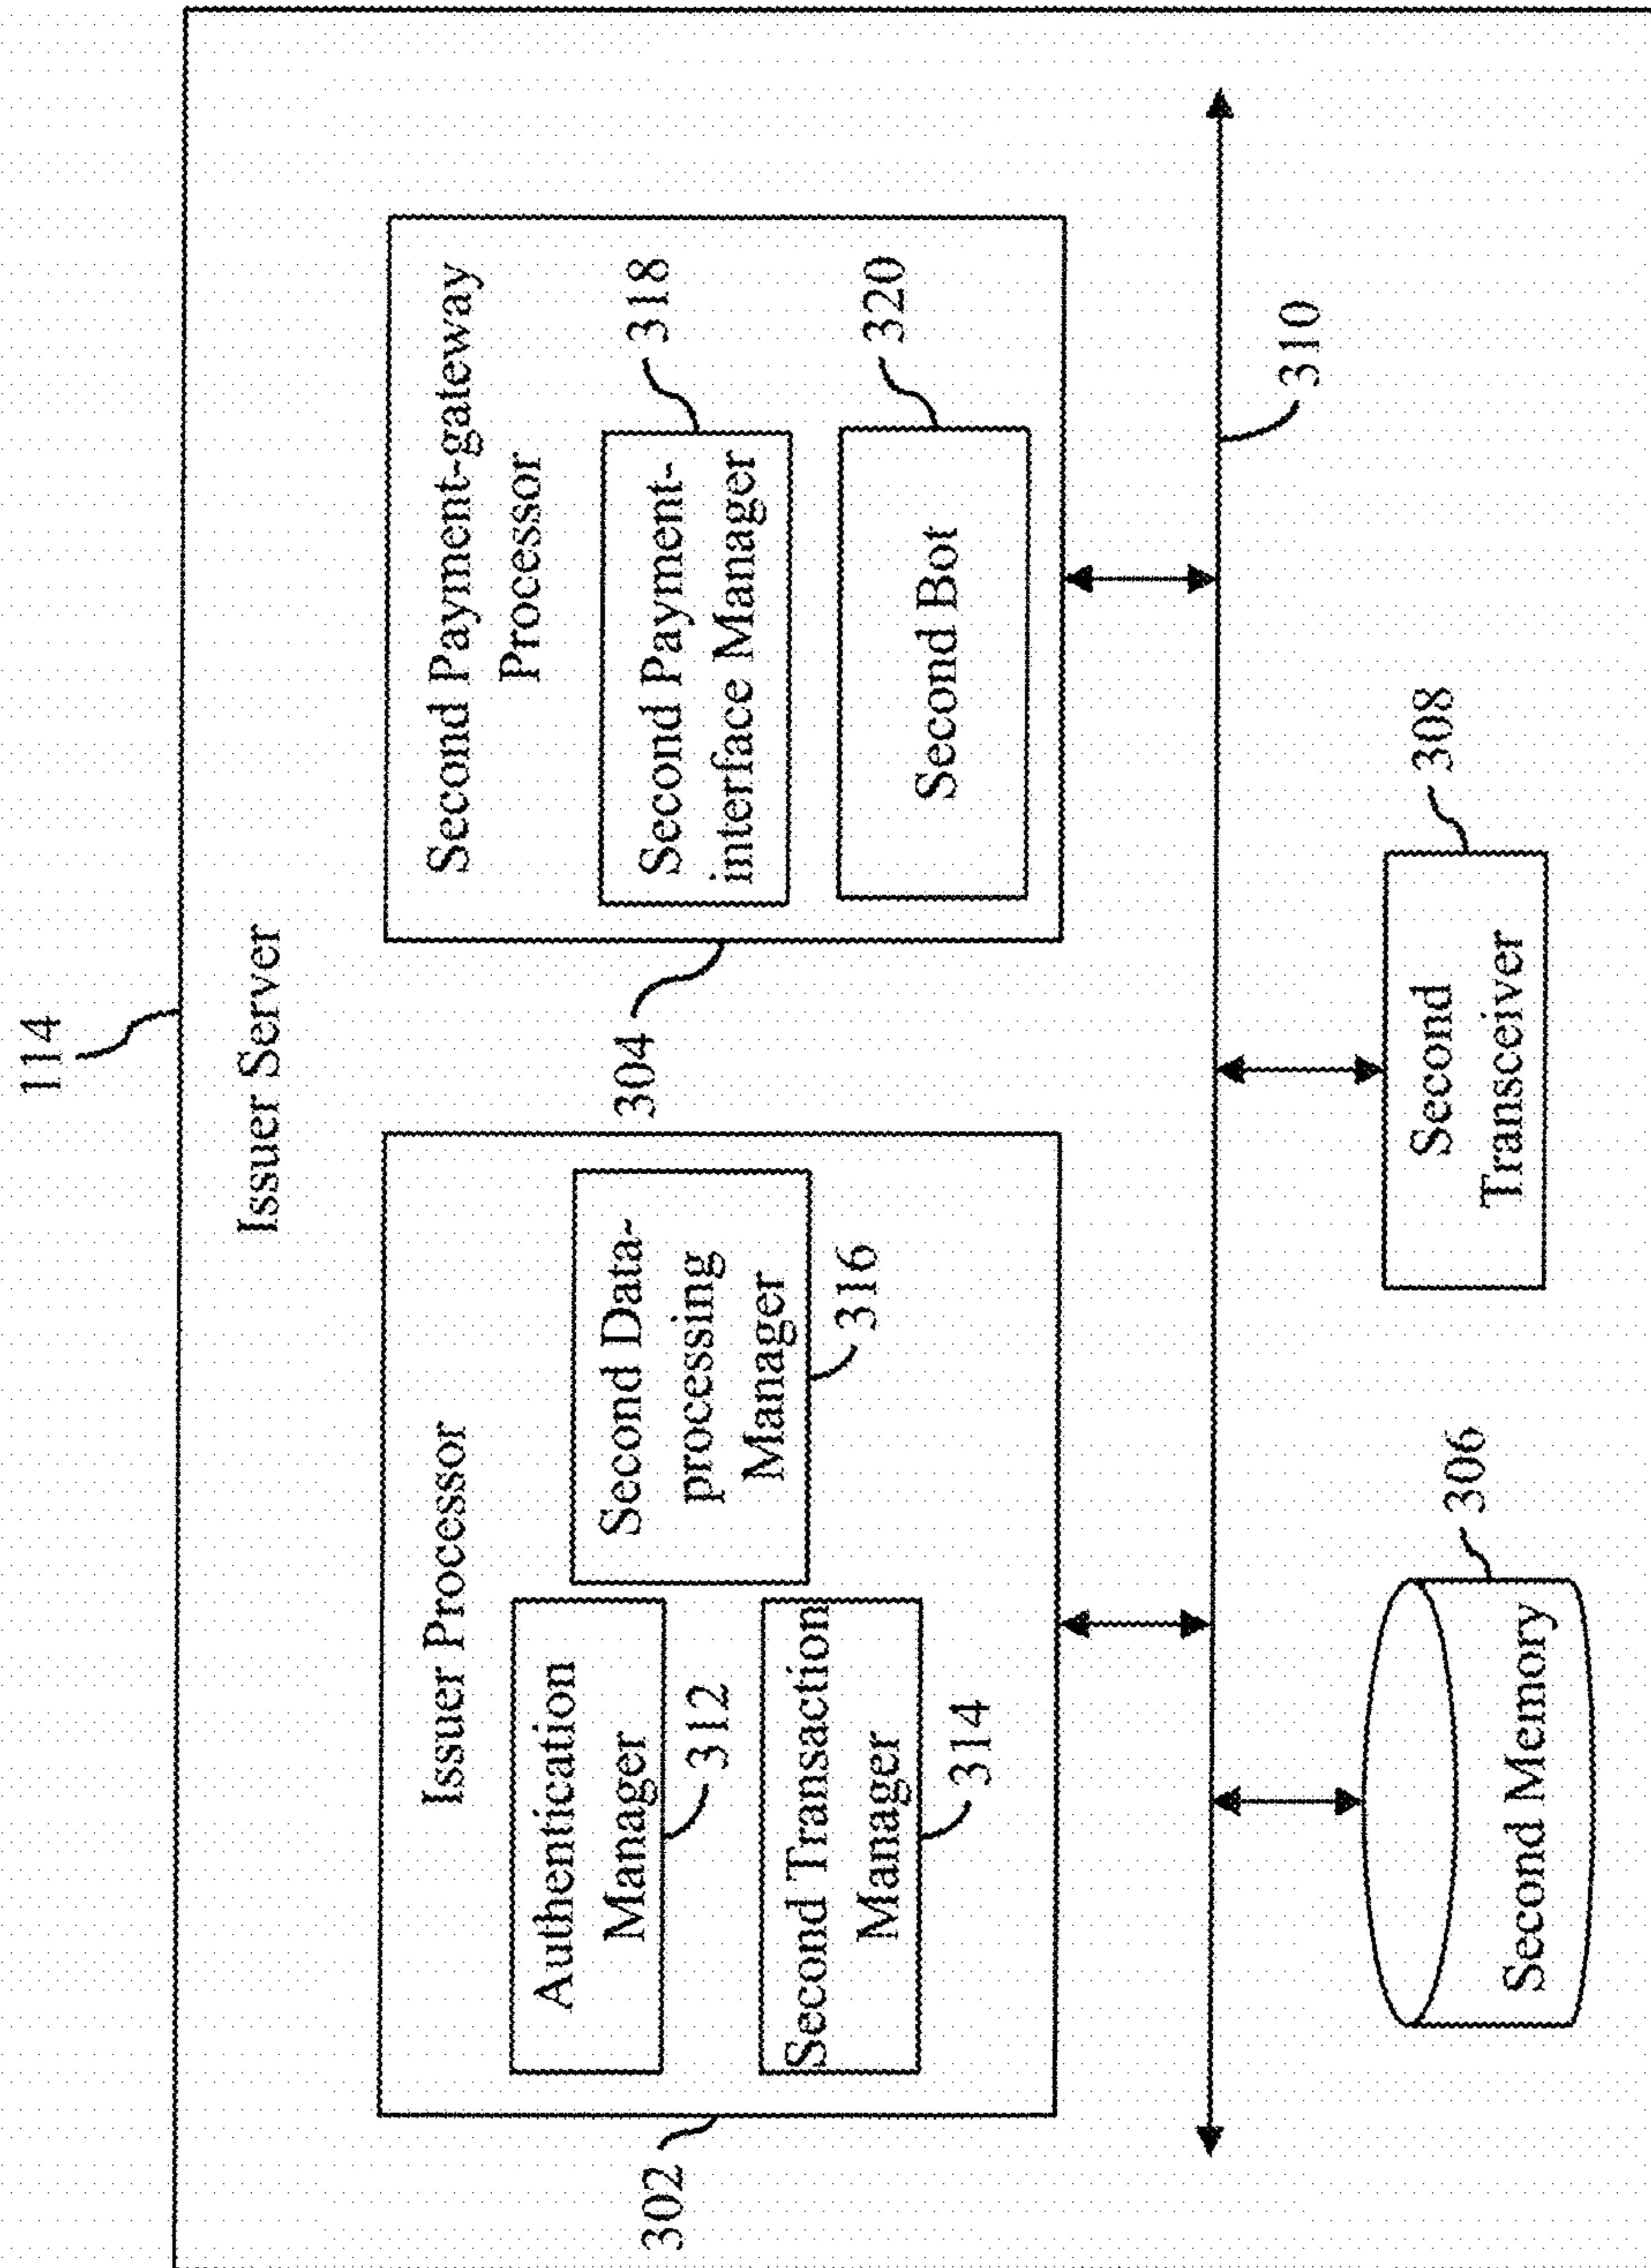 114
Issuer Server
Issuer Processor
Authentication
Manager
312
Second Transaction
Manager
314
Second Data-
processing
Manager
316
302
Second Payment-gateway
Processor
Second Payment-
interface Manager
318
Second Bot
320
304
310
Second Memory
306
Second
Transceiver
308